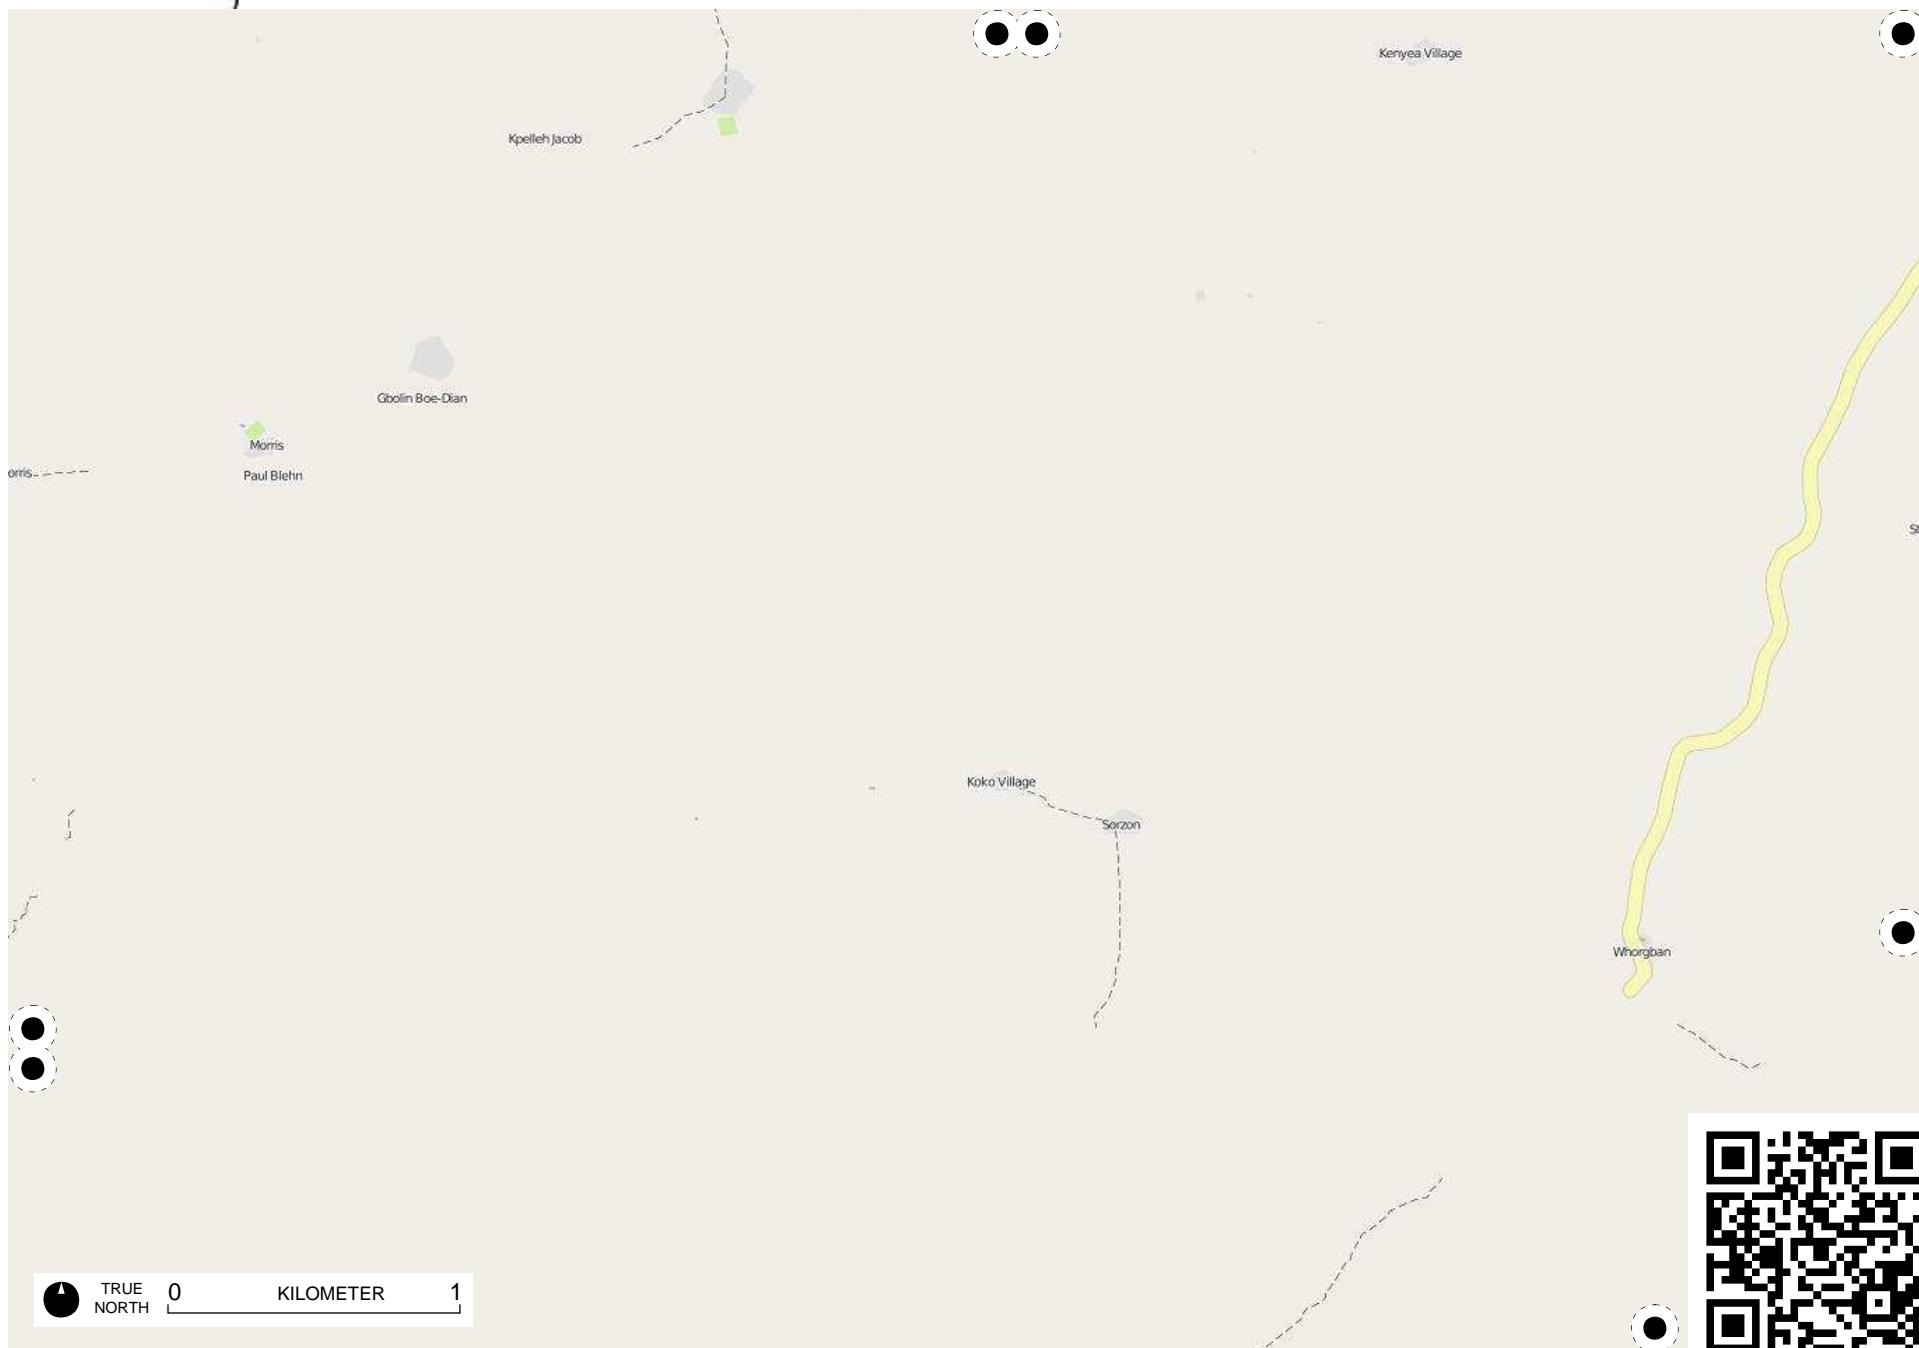 Kenyea Village
Kpelleh Jacob
Gbolin Boe-Dian
Morris
orris
Paul Blehn
Koko Village
Sorzon
Whorgban
TRUE
NORTH
0 KILOMETER 1